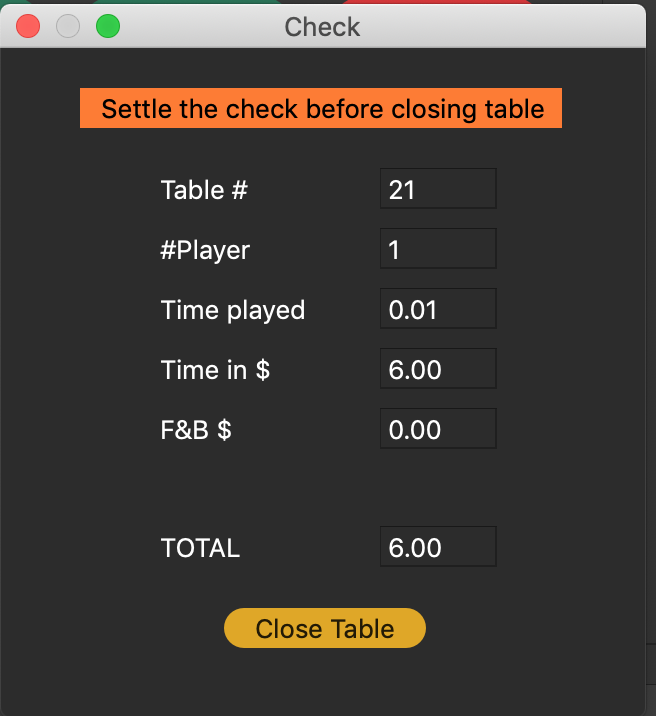 Check
Settle the check before closing table
Table # 21
#Player 1
Time played 0.01
Time in $ 6.00
F&B $ 0.00
TOTAL 6.00
Close Table